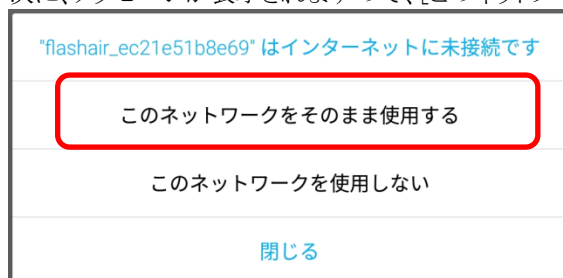 "flashair_ec21e51b8e69" はインターネットに未接続です
このネットワークをそのまま使用する
このネットワークを使用しない
閉じる